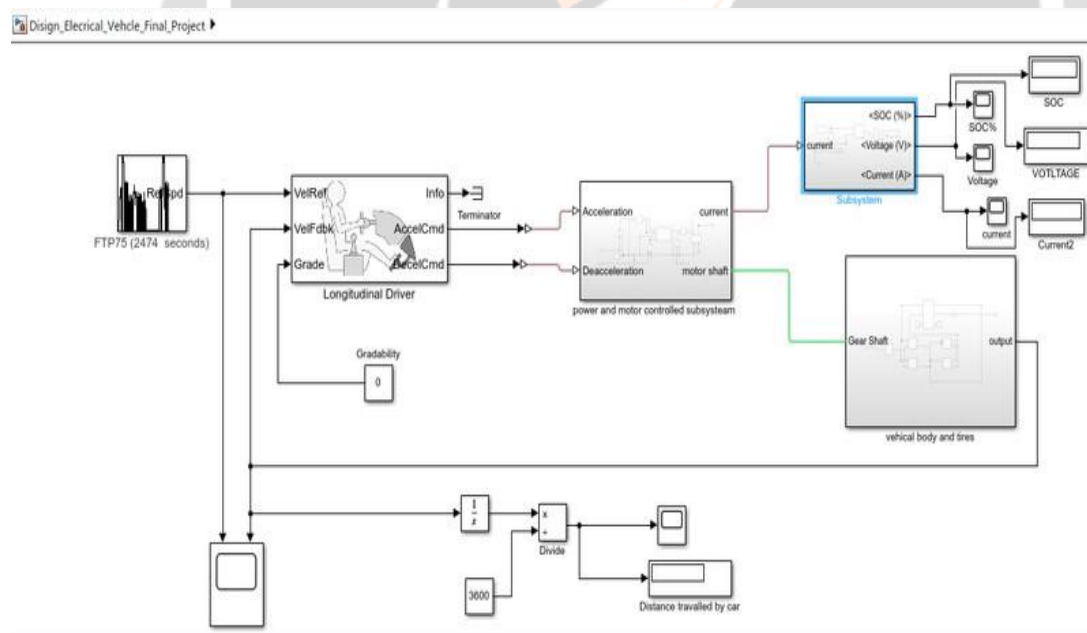 Disign_Elecrical_Vehcle_Final_Project
SOC
<SOC (%)>
SOC%
current
<Voltage (V)>
Voltage
VOTLTAGE
<Current (A)>
Subsystem
current
Current2
RefSpd
FTP75 (2474 seconds)
VelRef
Info
Terminator
VelFdbk
AccelCmd
Grade
DecelCmd
Longitudinal Driver
Acceleration
current
Deacceleration
motor shaft
power and motor controlled subsysteam
Gradability
0
Gear Shaft
output
vehical body and tires
1
s
x
÷
Divide
3600
Distance travalled by car